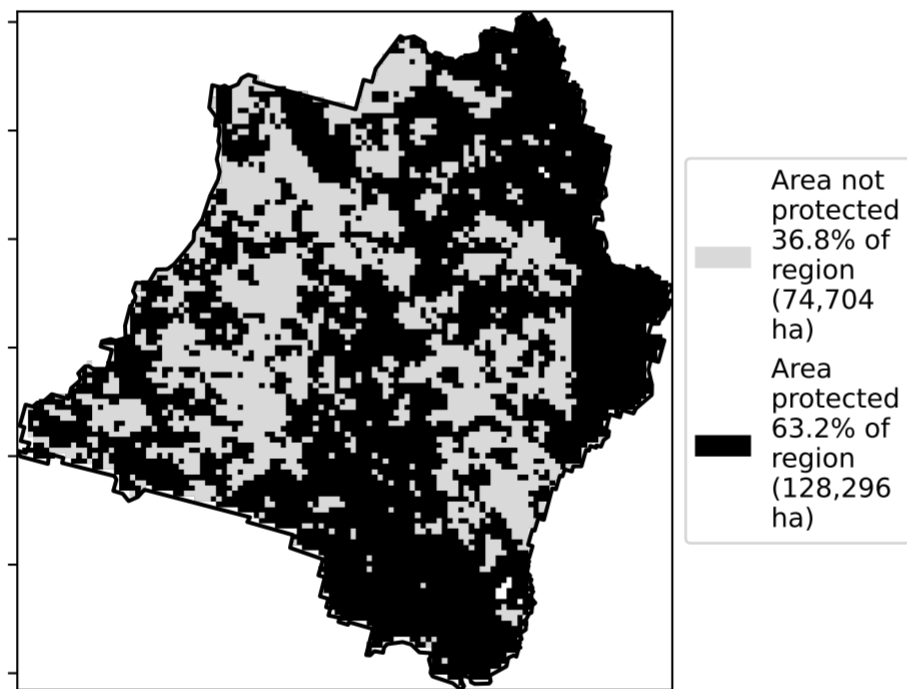 Area not
protected
36.8% of
region
(74,704
ha)
Area
protected
63.2% of
region
(128,296
ha)